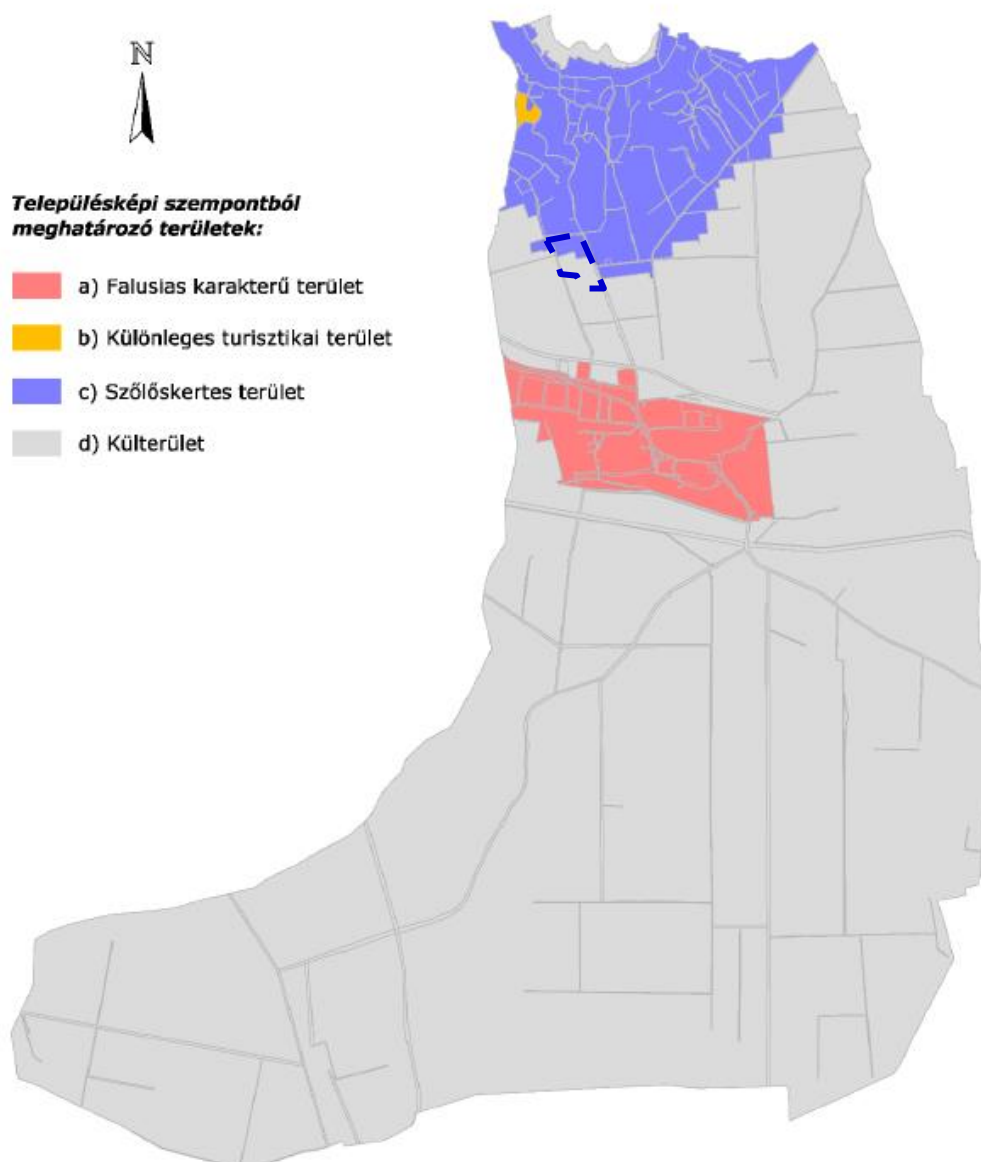 N
Településképi szempontból
meghatározó területek:
a) Falusias karakterű terület
b) Különleges turisztikai terület
c) Szőlőskertes terület
d) Külterület